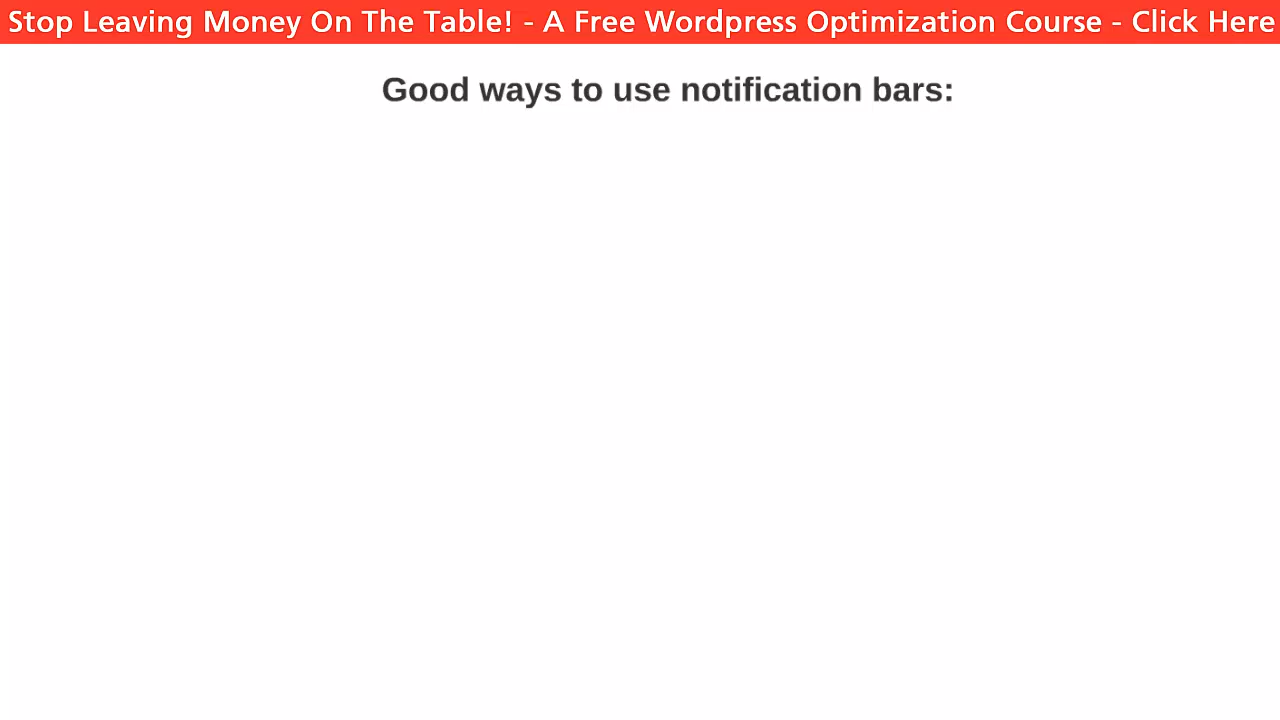 Stop Leaving Money On The Table! - A Free Wordpress Optimization Course - Click Here
Good ways to use notification bars: